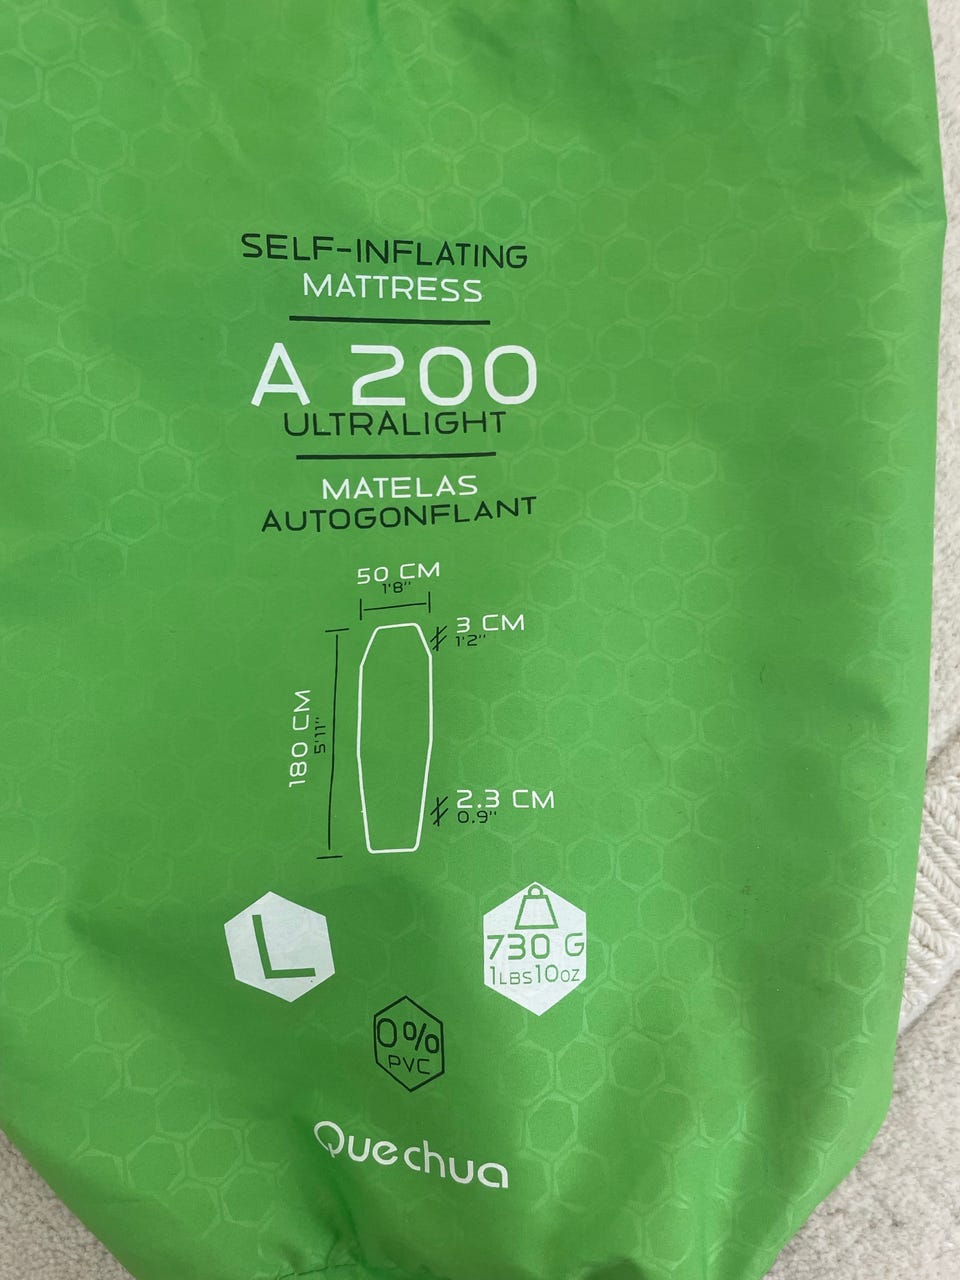 SELF-INFLATING
MATTRESS
A 200
ULTRALIGHT
MATELAS
AUTOGONFLANT
50 CM
1'8''
3 CM
1'2''
180 CM
5'11''
2.3 CM
0.9''
L
730 G
1LBS10OZ
0%
PVC
Quechua